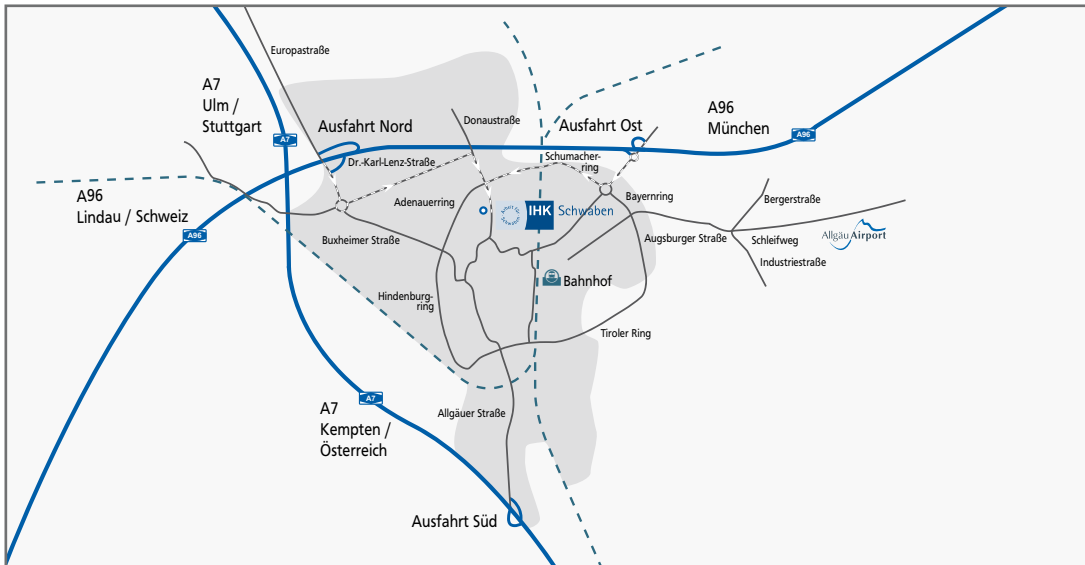 Europastraße
A7
Ulm /
Stuttgart
A7
Ausfahrt Nord
Donaustraße
Ausfahrt Ost
A96
München
A96
Dr.-Karl-Lenz-Straße
Schumacher-
ring
A96
Lindau / Schweiz
A96
Adenauerring
IHK
Schwaben
Bayernring
Bergerstraße
Buxheimer Straße
Augsburger Straße
Schleifweg
Allgäu Airport
Industriestraße
Bahnhof
Hindenburg-
ring
Tiroler Ring
A7
A7
Kempten /
Österreich
Allgäuer Straße
Ausfahrt Süd